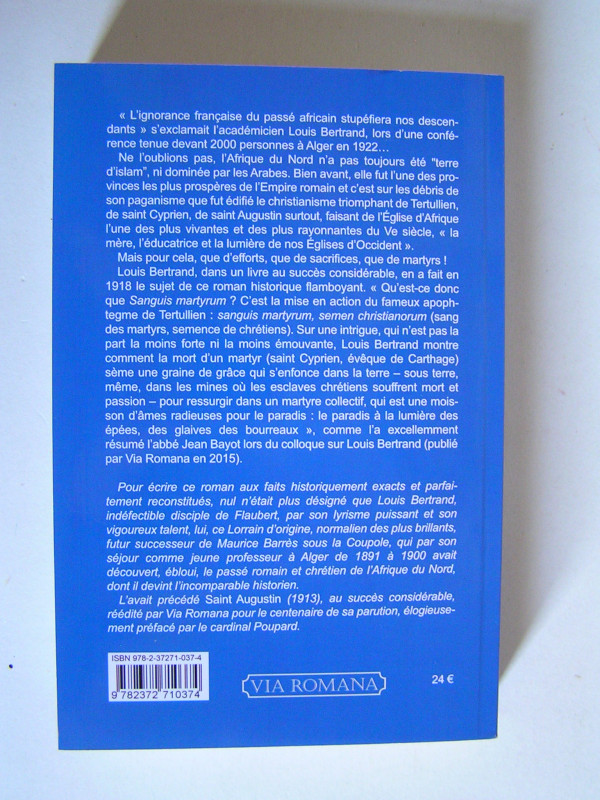 « L'ignorance française du passé africain stupéfiera nos descen-
dants » s'exclamait l'académicien Louis Bertrand, lors d'une confé-
rence tenue devant 2000 personnes à Alger en 1922…
Ne l'oublions pas, l'Afrique du Nord n'a pas toujours été "terre
d'islam", ni dominée par les Arabes. Bien avant, elle fut l'une des pro-
vinces les plus prospères de l'Empire romain et c'est sur les débris de
son paganisme que fut édifié le christianisme triomphant de Tertullien,
de saint Cyprien, de saint Augustin surtout, faisant de l'Église d'Afrique
l'une des plus vivantes et des plus rayonnantes du Ve siècle, « la
mère, l'éducatrice et la lumière de nos Églises d'Occident ».
Mais pour cela, que d'efforts, que de sacrifices, que de martyrs !
Louis Bertrand, dans un livre au succès considérable, en a fait en
1918 le sujet de ce roman historique flamboyant. « Qu'est-ce donc
que Sanguis martyrum ? C'est la mise en action du fameux apoph-
tegme de Tertullien : sanguis martyrum, semen christianorum (sang
des martyrs, semence de chrétiens). Sur une intrigue, qui n'est pas la
part la moins forte ni la moins émouvante, Louis Bertrand montre
comment la mort d'un martyr (saint Cyprien, évêque de Carthage)
sème une graine de grâce qui s'enfonce dans la terre – sous terre,
même, dans les mines où les esclaves chrétiens souffrent mort et
passion – pour ressurgir dans un martyre collectif, qui est une mois-
son d'âmes radieuses pour le paradis : le paradis à la lumière des
épées, des glaives des bourreaux », comme l'a excellemment
résumé l'abbé Jean Bayot lors du colloque sur Louis Bertrand (publié
par Via Romana en 2015).
Pour écrire ce roman aux faits historiquement exacts et parfai-
tement reconstitués, nul n'était plus désigné que Louis Bertrand,
indéfectible disciple de Flaubert, par son lyrisme puissant et son
vigoureux talent, lui, ce Lorrain d'origine, normalien des plus brillants,
futur successeur de Maurice Barrès sous la Coupole, qui par son
séjour comme jeune professeur à Alger de 1891 à 1900 avait
découvert, ébloui, le passé romain et chrétien de l'Afrique du Nord,
dont il devint l'incomparable historien.
L'avait précédé Saint Augustin (1913), au succès considérable,
réédité par Via Romana pour le centenaire de sa parution, élogieuse-
ment préfacé par le cardinal Poupard.
ISBN 978-2-37271-037-4
9 782372 710374
VIA ROMANA
24 €